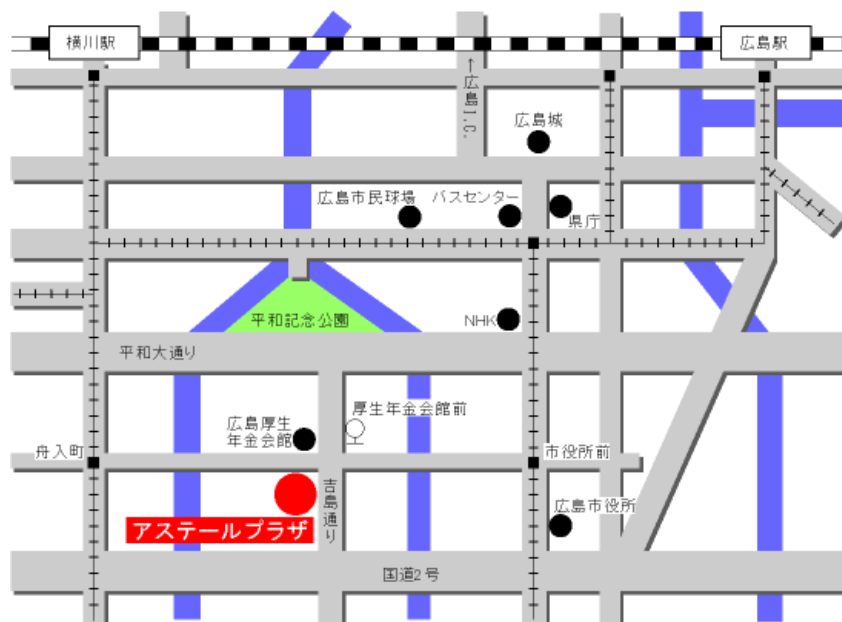 横川駅
広島駅
←広島I.C.
広島城
広島市民球場
バスセンター
県庁
平和記念公園
NHK
平和大通り
広島厚生
年金会館
厚生年金会館前
舟入町
市役所前
吉島通り
アステールプラザ
広島市役所
国道2号